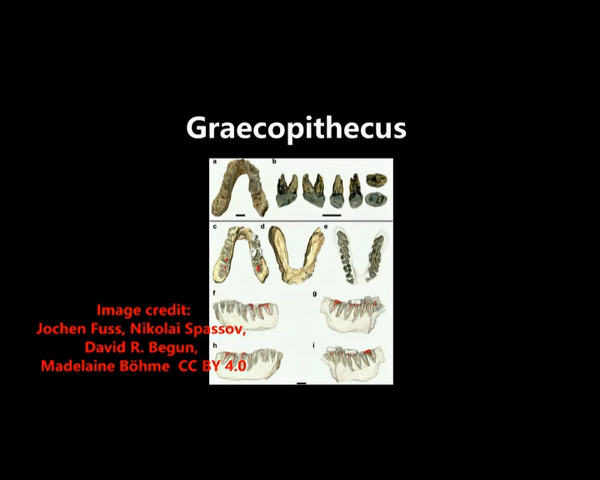 Graecopithecus
a b
c d e
f g
h i
Image credit:
Jochen Fuss, Nikolai Spassov,
David R. Begun,
Madelaine Böhme CC BY 4.0